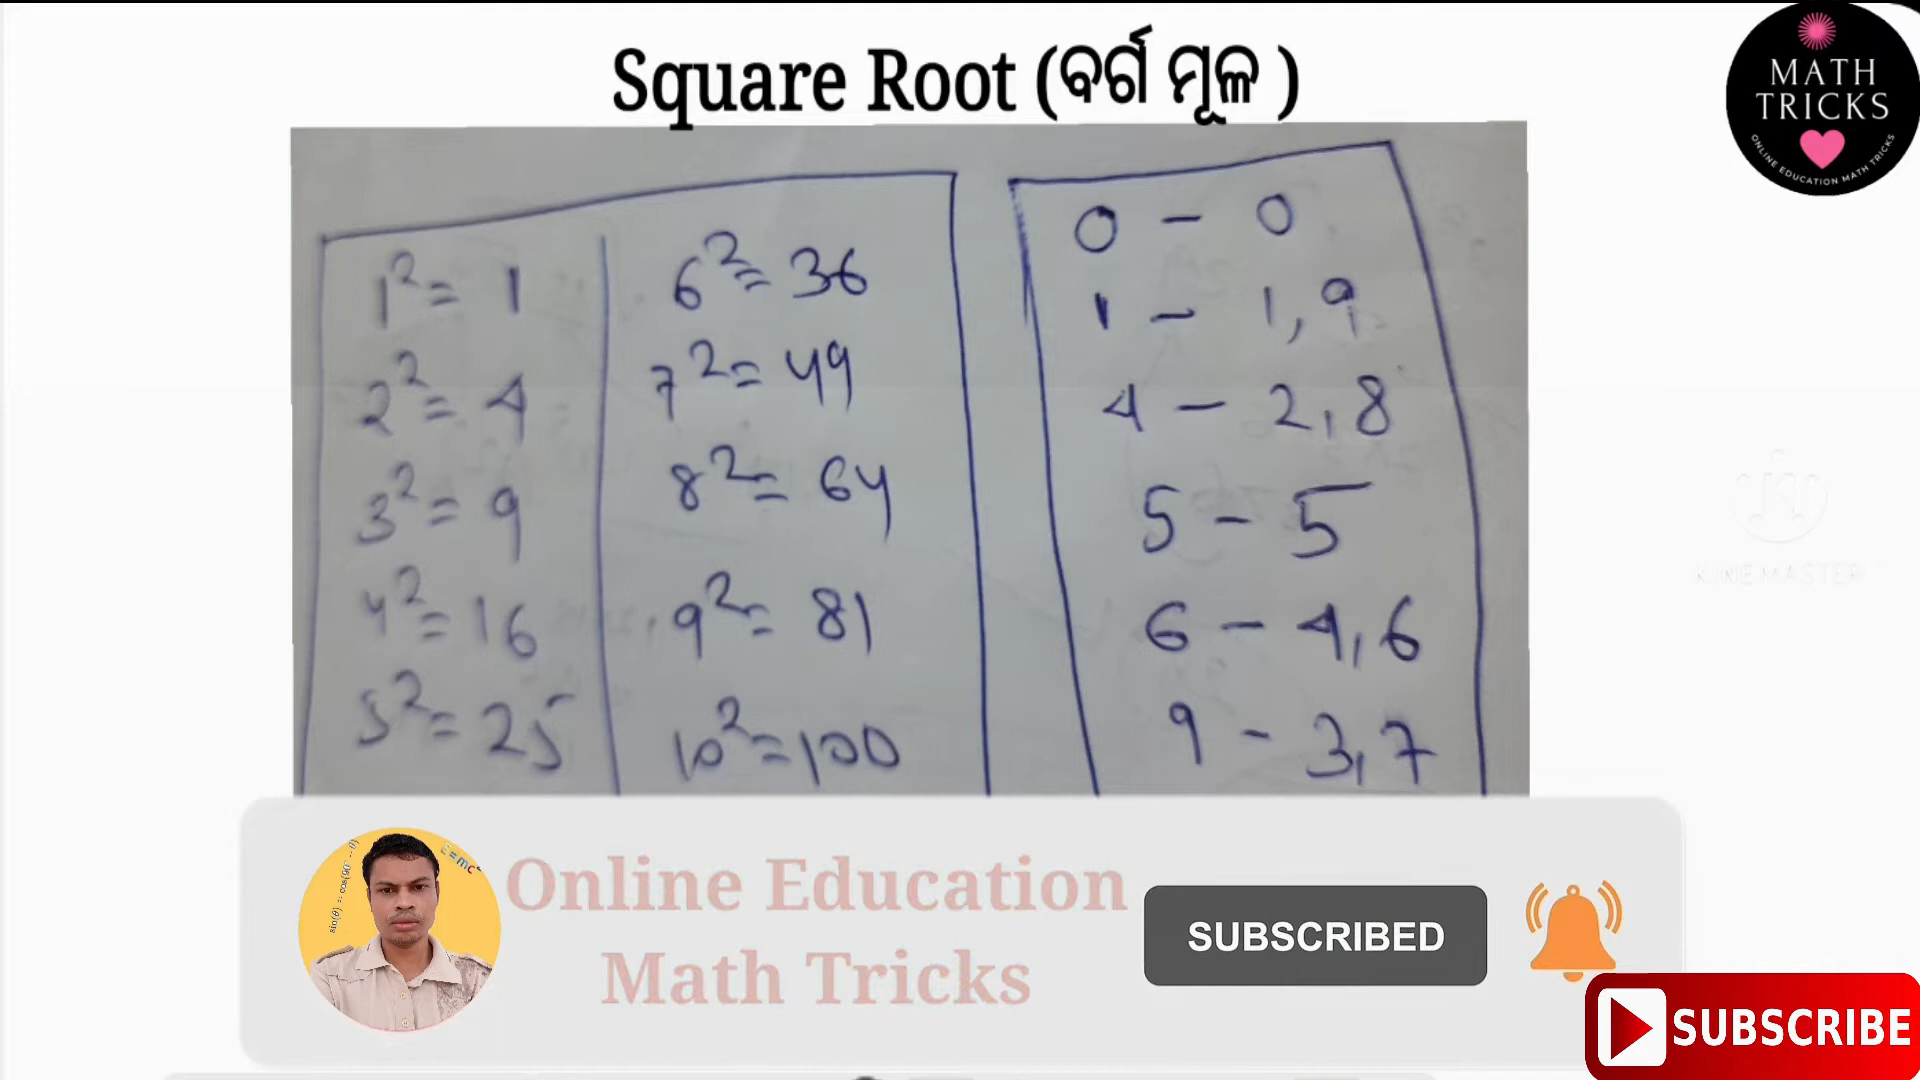 Square Root (ବର୍ଗ ମୂଳ )
MATH
TRICKS
ONLINE EDUCATION MATH TRICKS
1² = 1
2² = 4
3² = 9
4² = 16
5² = 25
6² = 36
7² = 49
8² = 64
9² = 81
10² = 100
0 - 0
1 - 1, 9
4 - 2, 8
5 - 5
6 - 4, 6
9 - 3, 7
KINEMASTER
E=mc²
Online Education
Math Tricks
SUBSCRIBED
SUBSCRIBE